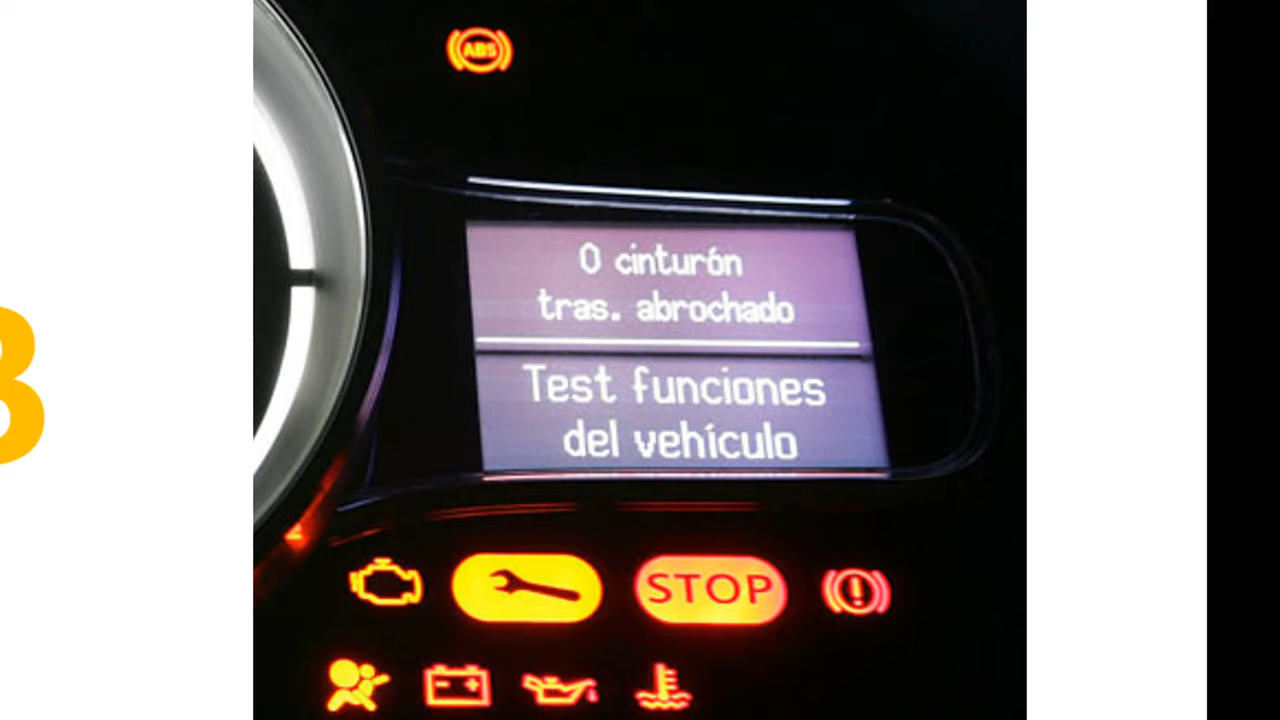 ABS
0 cinturón
tras. abrochado
Test funciones
del vehículo
STOP